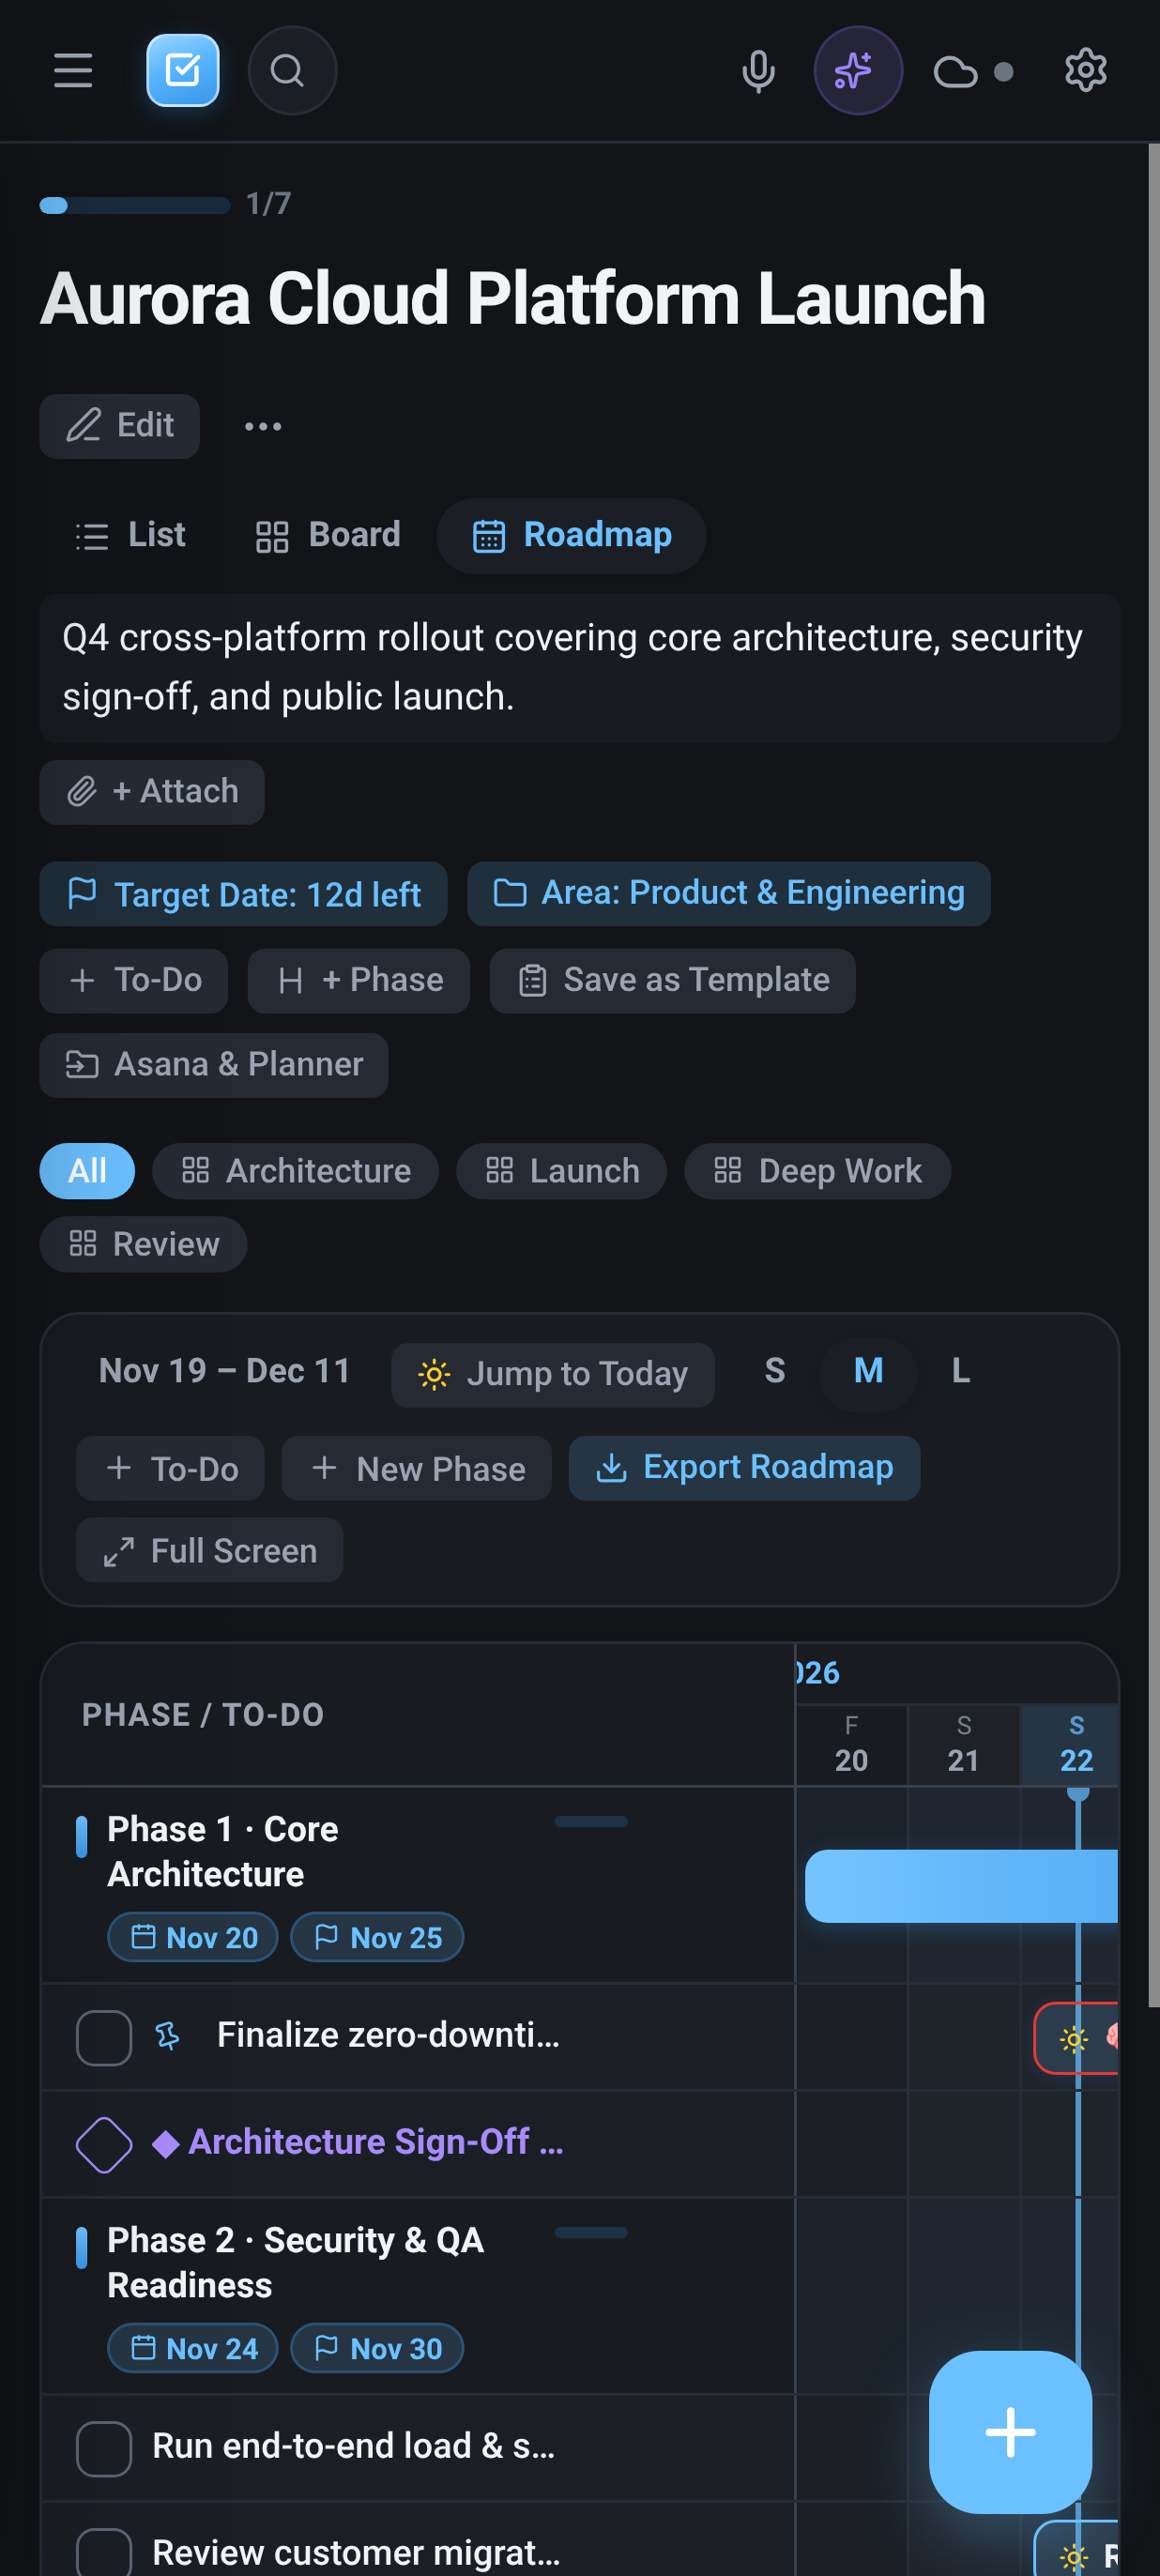 1/7
Aurora Cloud Platform Launch
Edit
List Board Roadmap
Q4 cross-platform rollout covering core architecture, security
sign-off, and public launch.
+ Attach
Target Date: 12d left Area: Product & Engineering
To-Do + Phase Save as Template
Asana & Planner
All Architecture Launch Deep Work
Review
Nov 19 – Dec 11 Jump to Today S M L
To-Do New Phase Export Roadmap
Full Screen
PHASE / TO-DO
026
F S S
20 21 22
Phase 1 · Core
Architecture
Nov 20 Nov 25
Finalize zero-downti...
◆ Architecture Sign-Off ...
Phase 2 · Security & QA
Readiness
Nov 24 Nov 30
Run end-to-end load & s...
Review customer migrat...